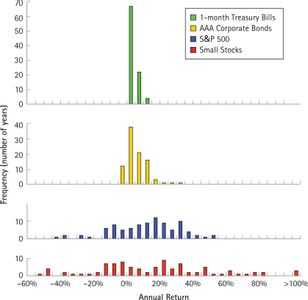 70
60
50
40
30
20
10
0
1-month Treasury Bills
AAA Corporate Bonds
S&P 500
Small Stocks
Frequency (number of years)
40
30
20
10
0
10
0
10
0
−60% −40% −20% 0% 20% 40% 60% 80% >100%
Annual Return